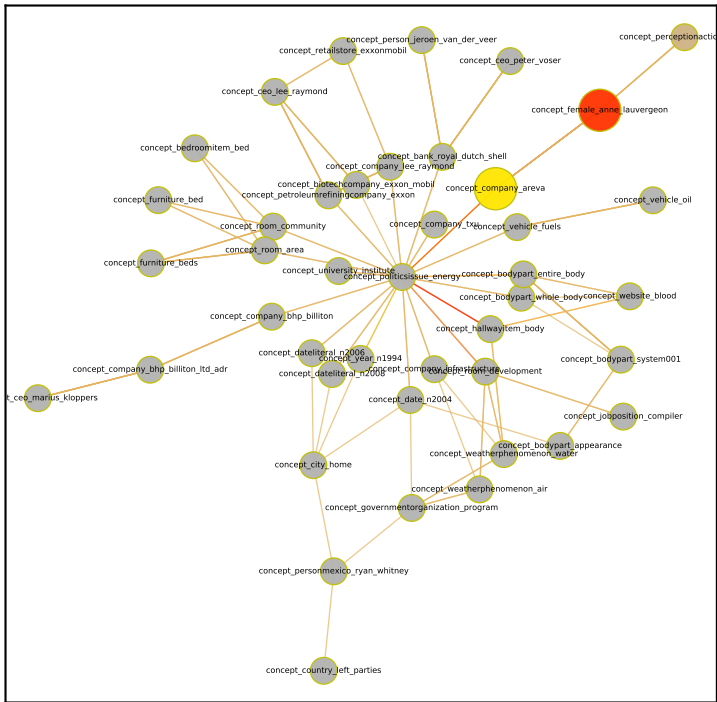 concept_perceptionactio
concept_person_jeroen_van_der_veer
concept_retailstore_exxonmobil
concept_ceo_peter_voser
concept_ceo_lee_raymond
concept_female_anne_lauvergeon
concept_bedroomitem_bed
concept_bank_royal_dutch_shell
concept_company_lee_raymond
concept_biotechcompany_exxon_mobil
concept_company_areva
concept_petroleumrefiningcompany_exxon
concept_furniture_bed
concept_vehicle_oil
concept_room_community
concept_company_txu
concept_vehicle_fuels
concept_room_area
concept_furniture_beds
concept_university_institute
concept_politicsissue_energy
concept_bodypart_entire_body
concept_bodypart_whole_body
concept_website_blood
concept_company_bhp_billiton
concept_hallwayitem_body
concept_dateliteral_n2006
concept_year_n1994
concept_bodypart_system001
concept_company_bhp_billiton_ltd_adr
concept_dateliteral_n2008
concept_company_infrastructure
concept_room_development
t_ceo_marius_kloppers
concept_date_n2004
concept_jobposition_compiler
concept_bodypart_appearance
concept_weatherphenomenon_water
concept_city_home
concept_weatherphenomenon_air
concept_governmentorganization_program
concept_personmexico_ryan_whitney
concept_country_left_parties